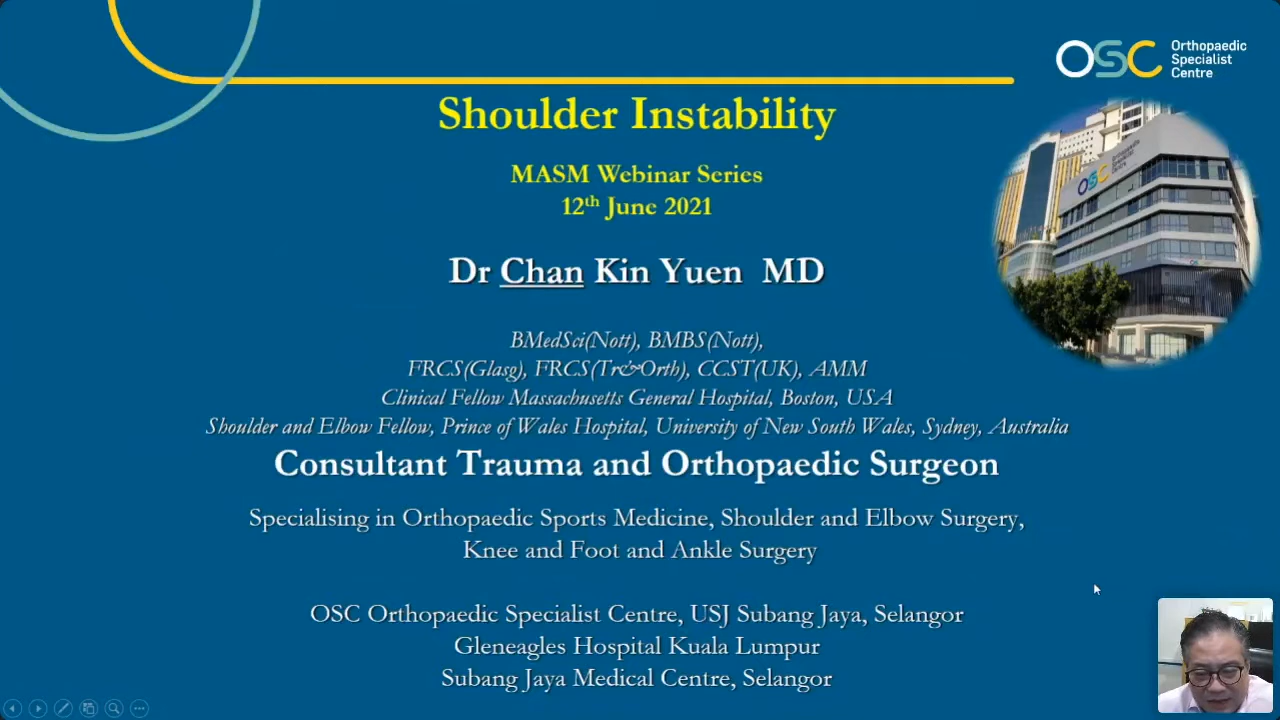 OSC Orthopaedic
Specialist
Centre
Shoulder Instability
MASM Webinar Series
12th June 2021
Dr Chan Kin Yuen MD
OSC Orthopaedic
Specialist
Centre
BMedSci(Nott), BMBS(Nott),
FRCS(Glasg), FRCS(Tr&Orth), CCST(UK), AMM
Clinical Fellow Massachusetts General Hospital, Boston, USA
Shoulder and Elbow Fellow, Prince of Wales Hospital, University of New South Wales, Sydney, Australia
Consultant Trauma and Orthopaedic Surgeon
Specialising in Orthopaedic Sports Medicine, Shoulder and Elbow Surgery,
Knee and Foot and Ankle Surgery
OSC Orthopaedic Specialist Centre, USJ Subang Jaya, Selangor
Gleneagles Hospital Kuala Lumpur
Subang Jaya Medical Centre, Selangor